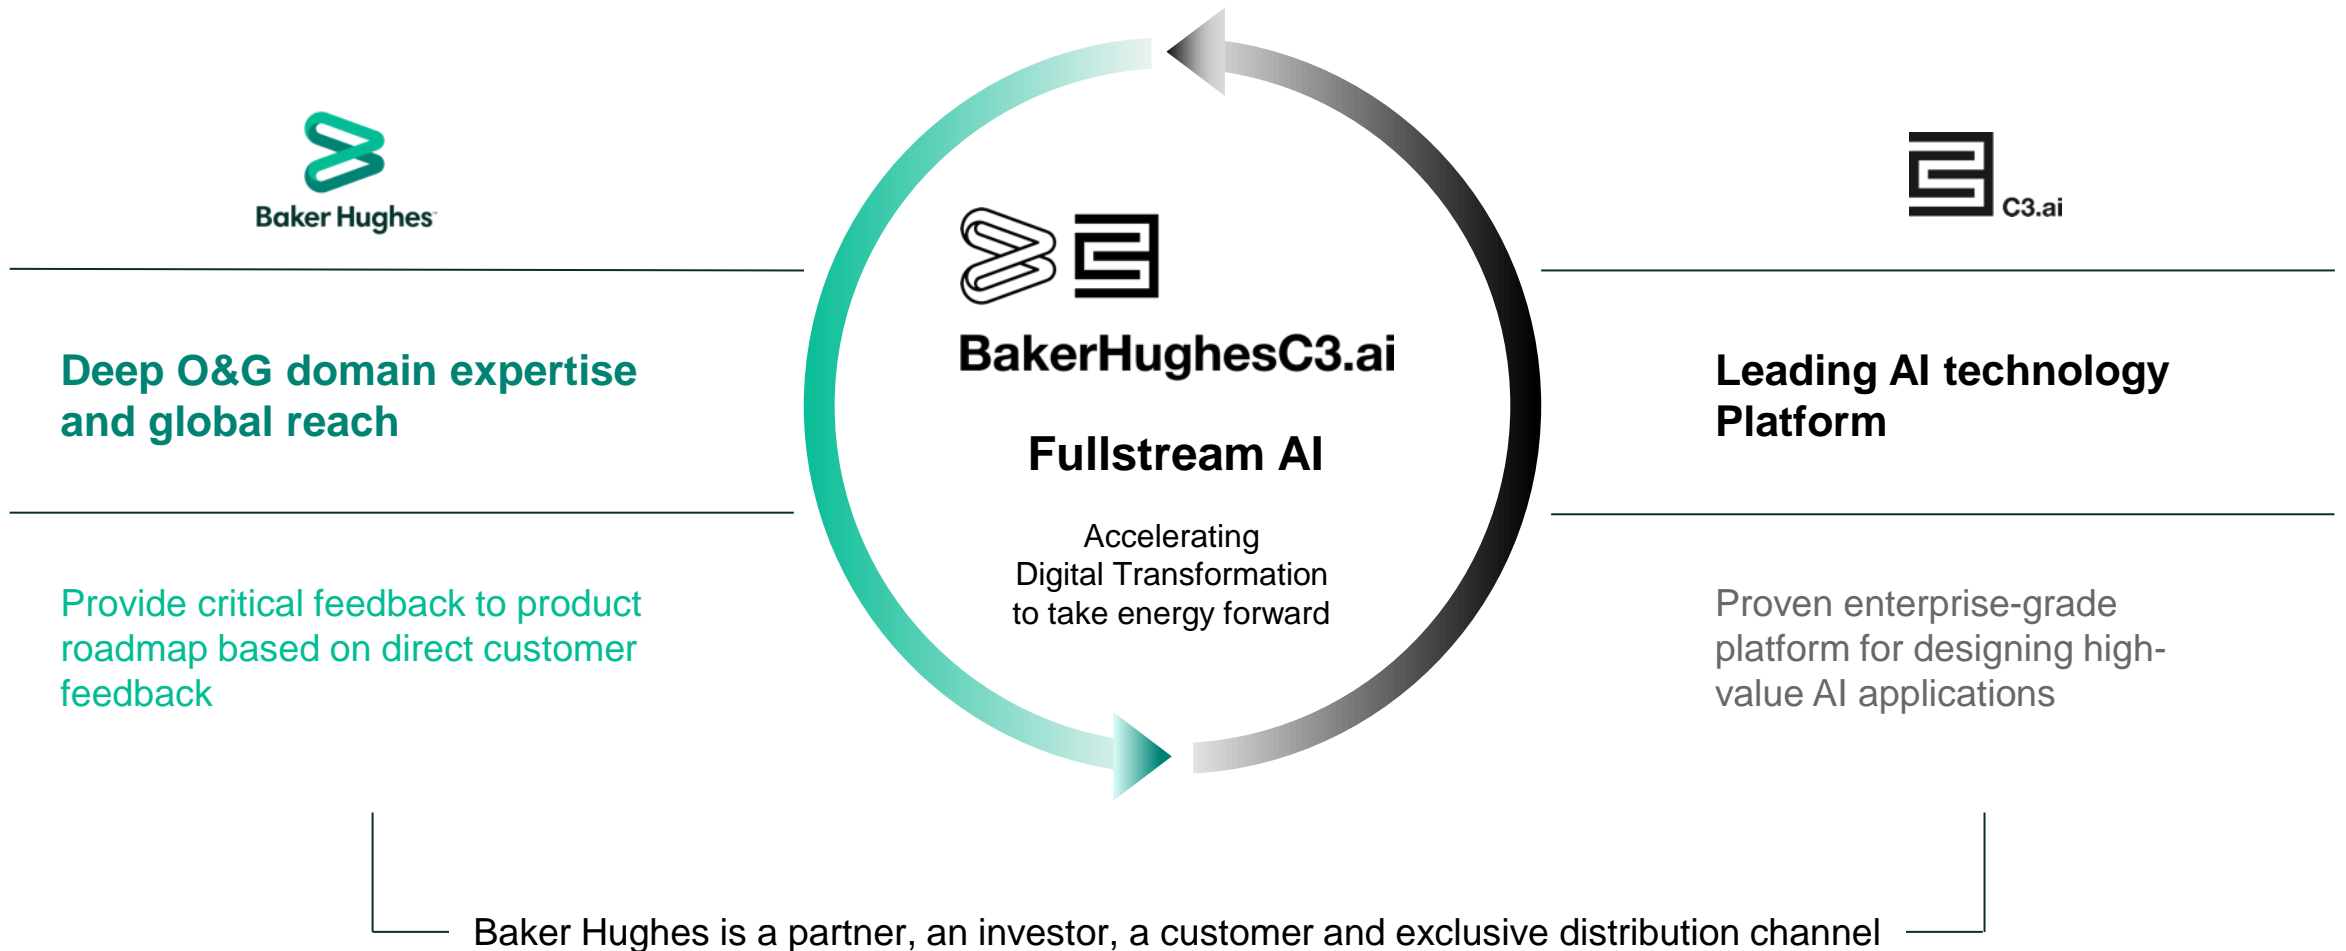 Baker Hughes
Deep O&G domain expertise
and global reach
Provide critical feedback to product
roadmap based on direct customer
feedback
BakerHughesC3.ai
Fullstream AI
Accelerating
Digital Transformation
to take energy forward
C3.ai
Leading AI technology
Platform
Proven enterprise-grade
platform for designing high-
value AI applications
Baker Hughes is a partner, an investor, a customer and exclusive distribution channel